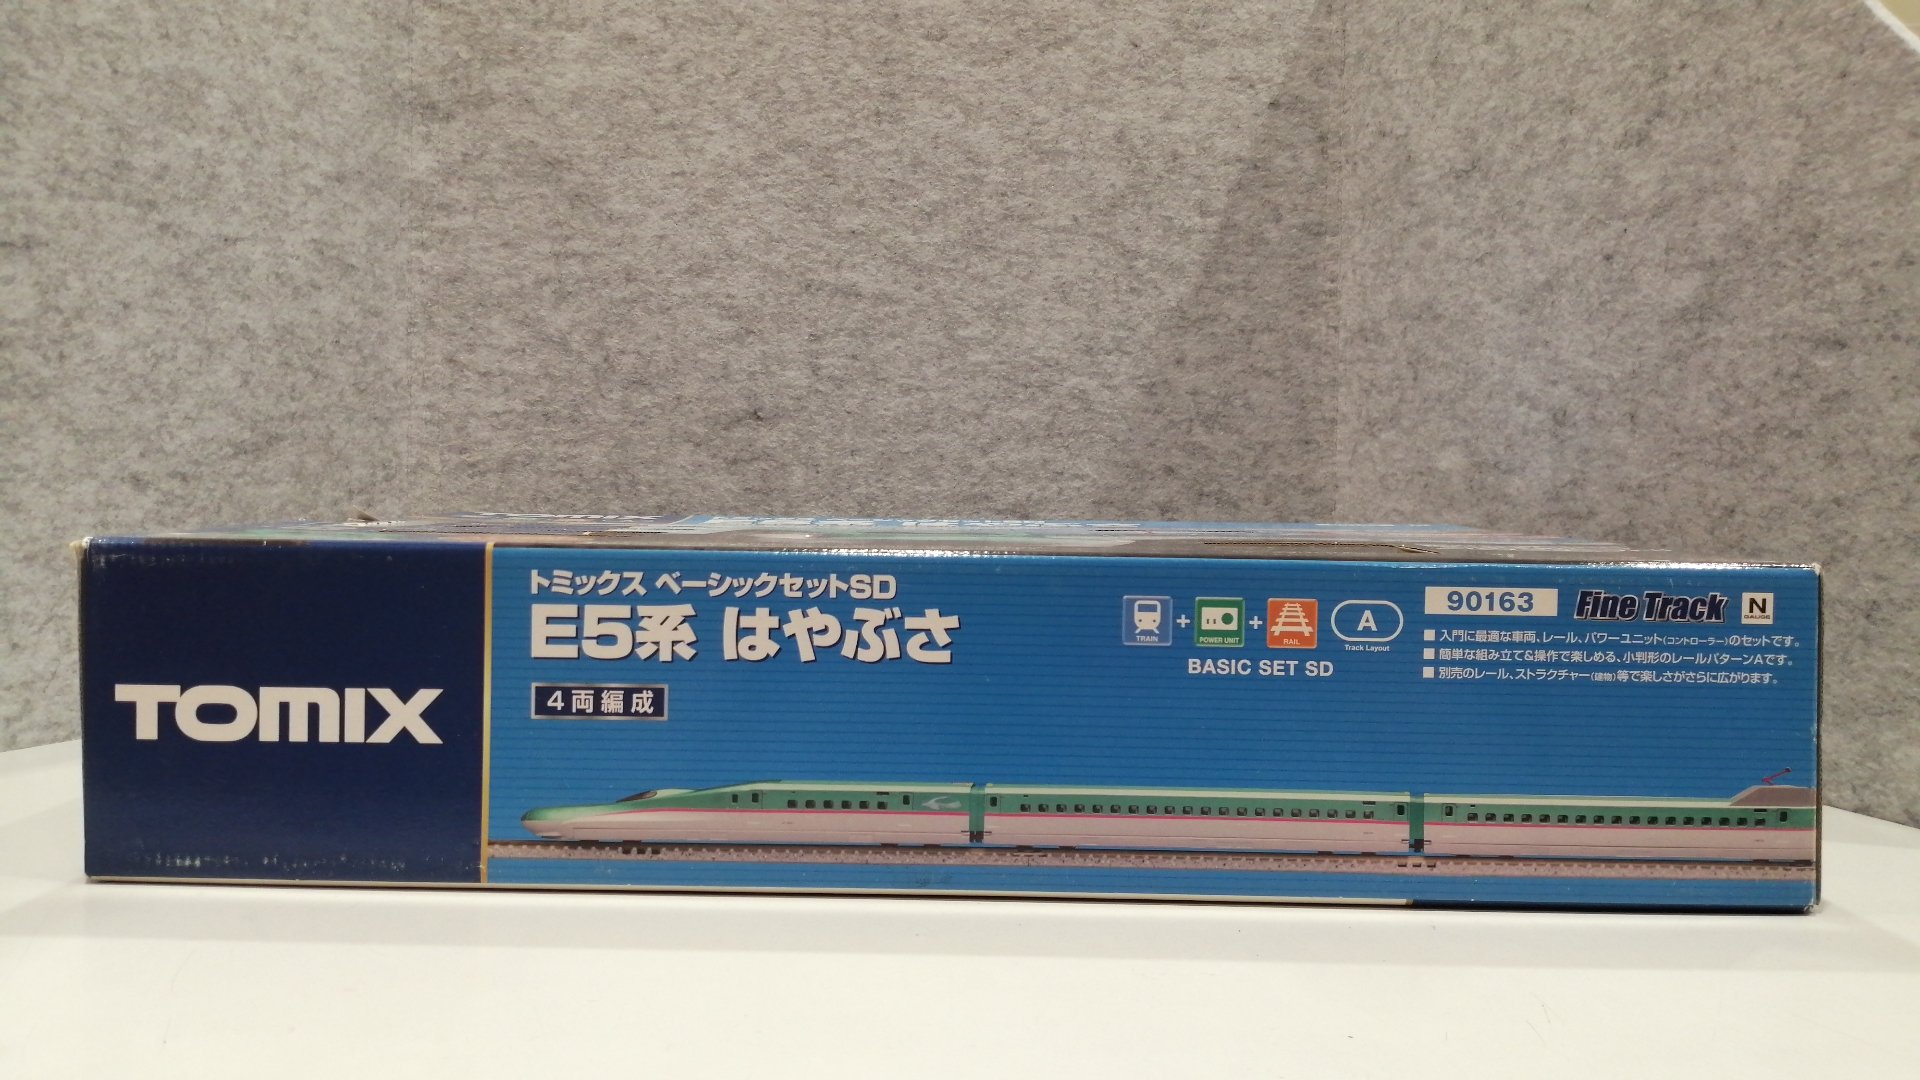 TOMIX
トミックス ベーシックセットSD
E5系 はやぶさ
4両編成
TRAIN
+
POWER UNIT
+
RAIL
A
Track Layout
BASIC SET SD
90163
Fine Track
N
GAUGE
■ 入門に最適な車両、レール、パワーユニット(コントローラー)のセットです。
■ 簡単な組み立て&操作で楽しめる、小判形のレールパターンAです。
■ 別売のレール、ストラクチャー(建物)等で楽しさがさらに広がります。